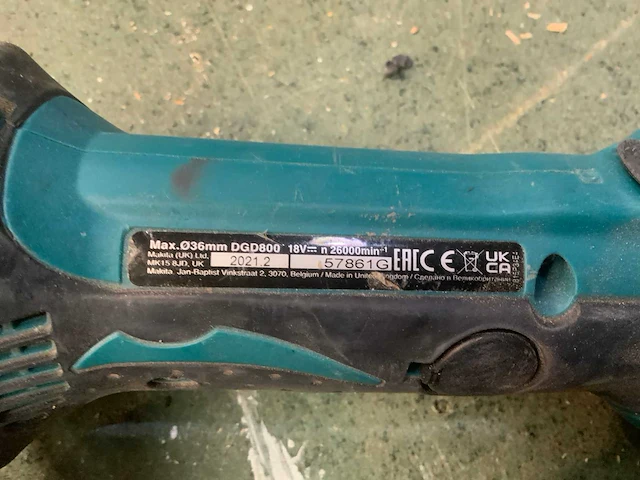 Max.Ø36mm DGD800 18V⎓ n 26000min⁻¹
Makita (UK) Ltd.
MK15 8JD, UK 2021.2 57861G EAC CE UK CA
Makita Jan-Baptist Vinkstraat 2, 3070, Belgium / Made in United Kingdom / Сделано в Великобритании